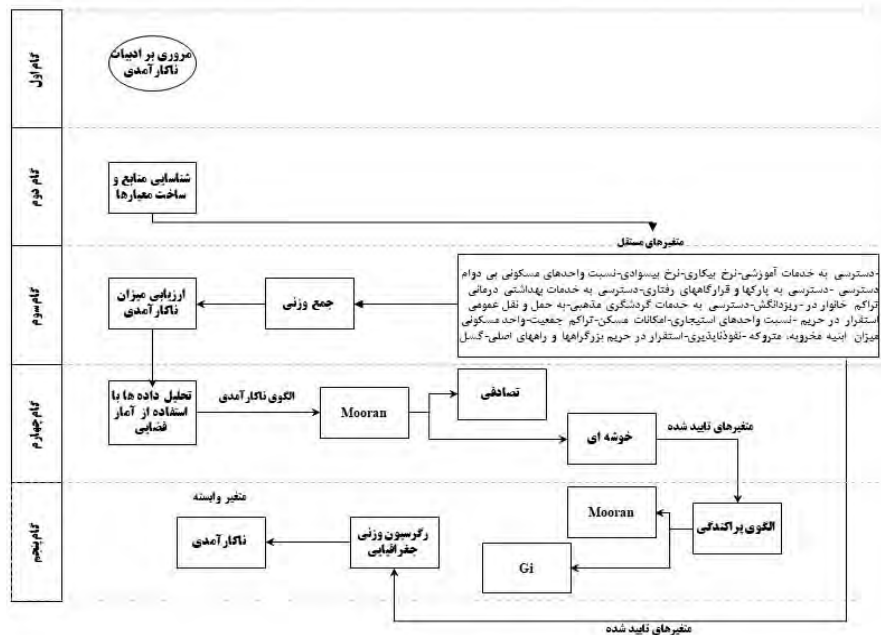 گام اول
مروری بر ادبیات
ناکارآمدی
گام دوم
شناسایی منابع و
ساخت معیارها
متغیرهای مستقل
گام سوم
-دسترسی به خدمات آموزشی-نرخ بیکاری-نرخ بیسوادی-نسبت واحدهای مسکونی بی دوام
دسترسی -دسترسی به پارکها و قرارگاههای رفتاری-دسترسی به خدمات بهداشتی درمانی
تراکم خانوار در -ریزدانگش-دسترسی به خدمات گردشگری مذهبی-به حمل و نقل عمومی
استقرار در حریم -نسبت واحدهای استیجاری-امکانات مسکن-تراکم جمعیت-واحد مسکونی
میزان ابنیه مخروبه، متروکه -نفوذناپذیری-استقرار در حریم بزرگراهها و راههای اصلی-گسل
جمع وزنی
ارزیابی میزان
ناکارآمدی
گام چهارم
تحلیل داده ها با
استفاده از آمار
فضایی
الگوی ناکارآمدی
Mooran
تصادفی
خوشه ای
متغیرهای تایید شده
گام پنجم
الگوی پراکندگی
Mooran
Gi
رگرسیون وزنی
جغرافیایی
متغیر وابسته
ناکارآمدی
متغیرهای تایید شده